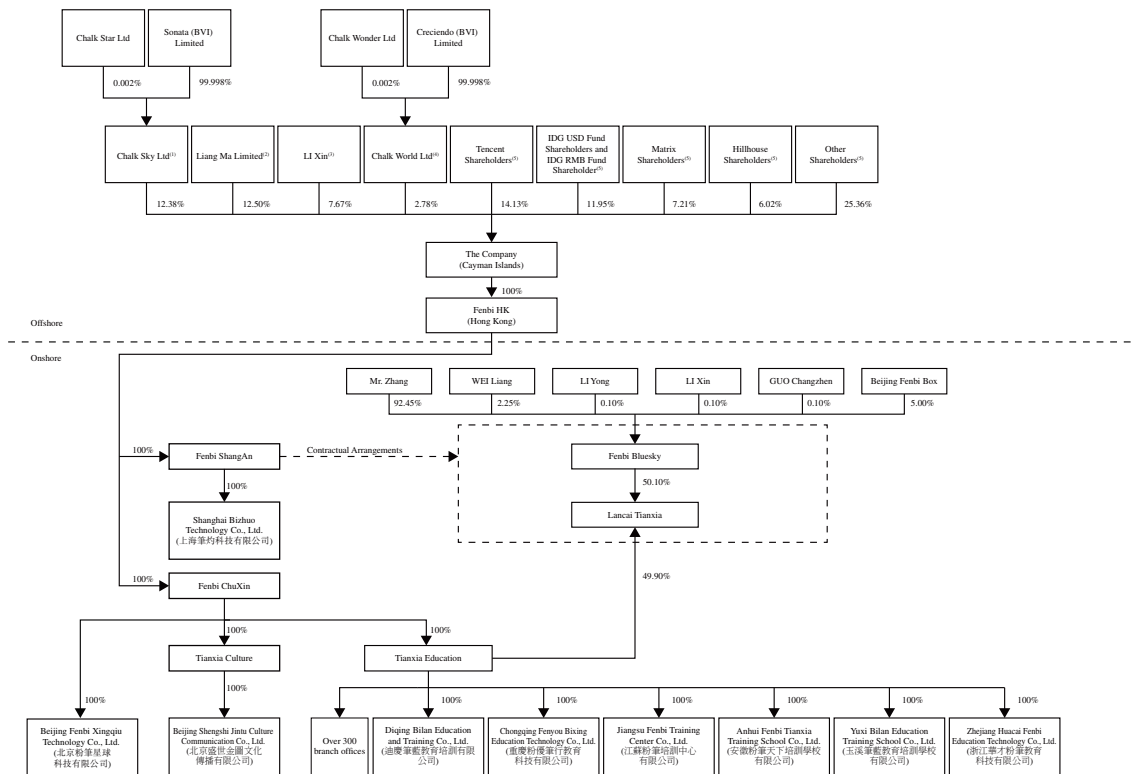 Chalk Star Ltd
Sonata (BVI)
Limited
Chalk Wonder Ltd
Creciendo (BVI)
Limited
0.002%
99.998%
0.002%
99.998%
Chalk Sky Ltd(1)
Liang Ma Limited(2)
LI Xin(3)
Chalk World Ltd(4)
Tencent
Shareholders(5)
IDG USD Fund
Shareholders and
IDG RMB Fund
Shareholder(5)
Matrix
Shareholders(5)
Hillhouse
Shareholders(5)
Other
Shareholders(5)
12.38%
12.50%
7.67%
2.78%
14.13%
11.95%
7.21%
6.02%
25.36%
The Company
(Cayman Islands)
100%
Fenbi HK
(Hong Kong)
Offshore
Onshore
Mr. Zhang
WEI Liang
LI Yong
LI Xin
GUO Changzhen
Beijing Fenbi Box
92.45%
2.25%
0.10%
0.10%
0.10%
5.00%
100%
Fenbi ShangAn
Contractual Arrangements
Fenbi Bluesky
100%
50.10%
Shanghai Bizhuo
Technology Co., Ltd.
(上海筆灼科技有限公司)
Lancai Tianxia
100%
Fenbi ChuXin
49.90%
100%
100%
Tianxia Culture
Tianxia Education
100%
100%
100%
100%
100%
100%
100%
100%
Beijing Fenbi Xingqiu
Technology Co., Ltd.
(北京粉筆星球
科技有限公司)
Beijing Shengshi Jintu Culture
Communication Co., Ltd.
(北京盛世金圖文化
傳播有限公司)
Over 300
branch offices
Diqing Bilan Education
and Training Co., Ltd.
(迪慶筆藍教育培訓有限
公司)
Chongqing Fenyou Bixing
Education Technology Co., Ltd.
(重慶粉優筆行教育
科技有限公司)
Jiangsu Fenbi Training
Center Co., Ltd.
(江蘇粉筆培訓中心有
限公司)
Anhui Fenbi Tianxia
Training School Co., Ltd.
(安徽粉筆天下培訓學校
有限公司)
Yuxi Bilan Education
Training School Co., Ltd.
(玉溪筆藍教育培訓學校
有限公司)
Zhejiang Huacai Fenbi
Education Technology Co., Ltd.
(浙江華才粉筆教育
科技有限公司)